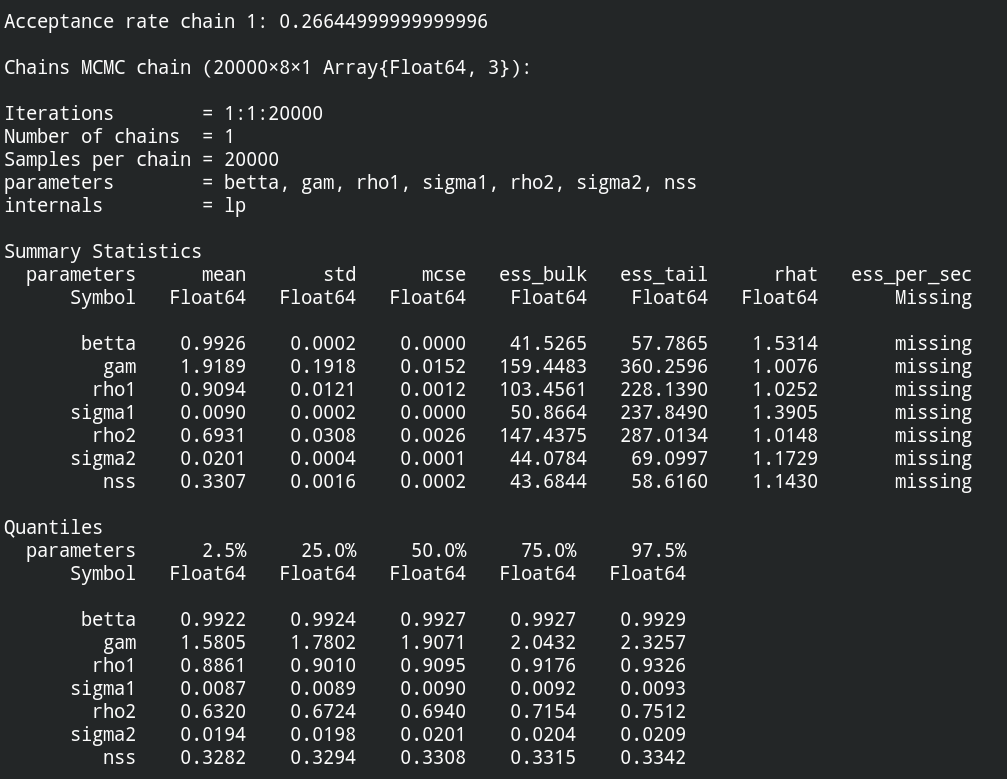 Acceptance rate chain 1: 0.26644999999999996
Chains MCMC chain (20000×8×1 Array{Float64, 3}):
Iterations        = 1:1:20000
Number of chains  = 1
Samples per chain = 20000
parameters        = betta, gam, rho1, sigma1, rho2, sigma2, nss
internals         = lp
Summary Statistics
  parameters      mean       std      mcse   ess_bulk   ess_tail      rhat   ess_per_sec
      Symbol   Float64   Float64   Float64    Float64    Float64   Float64       Missing
       betta    0.9926    0.0002    0.0000    41.5265    57.7865    1.5314       missing
         gam    1.9189    0.1918    0.0152   159.4483   360.2596    1.0076       missing
        rho1    0.9094    0.0121    0.0012   103.4561   228.1390    1.0252       missing
      sigma1    0.0090    0.0002    0.0000    50.8664   237.8490    1.3905       missing
        rho2    0.6931    0.0308    0.0026   147.4375   287.0134    1.0148       missing
      sigma2    0.0201    0.0004    0.0001    44.0784    69.0997    1.1729       missing
         nss    0.3307    0.0016    0.0002    43.6844    58.6160    1.1430       missing
Quantiles
  parameters      2.5%     25.0%     50.0%     75.0%     97.5%
      Symbol   Float64   Float64   Float64   Float64   Float64
       betta    0.9922    0.9924    0.9927    0.9927    0.9929
         gam    1.5805    1.7802    1.9071    2.0432    2.3257
        rho1    0.8861    0.9010    0.9095    0.9176    0.9326
      sigma1    0.0087    0.0089    0.0090    0.0092    0.0093
        rho2    0.6320    0.6724    0.6940    0.7154    0.7512
      sigma2    0.0194    0.0198    0.0201    0.0204    0.0209
         nss    0.3282    0.3294    0.3308    0.3315    0.3342